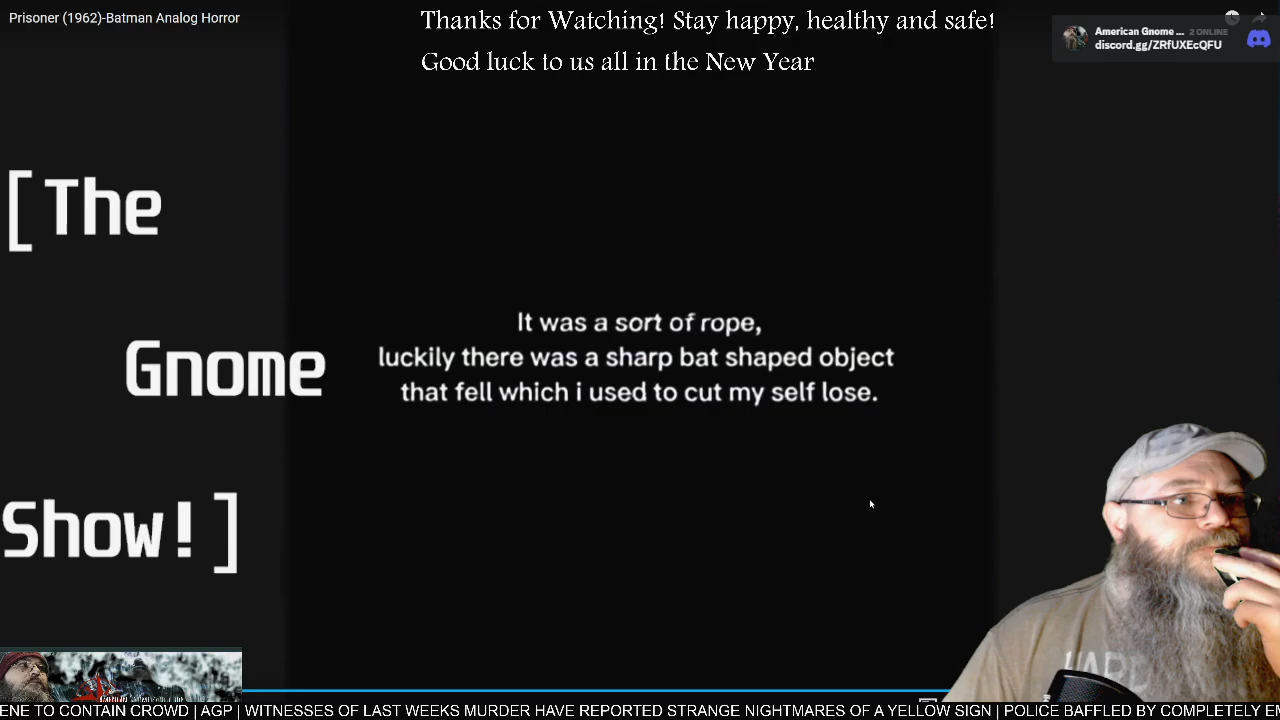 Prisoner (1962)-Batman Analog Horror
Thanks for Watching! Stay happy, healthy and safe!
Good luck to us all in the New Year
American Gnome ... 2 ONLINE
discord.gg/ZRfUXEcQFU
[The
Gnome
Show!]
It was a sort of rope,
luckily there was a sharp bat shaped object
that fell which i used to cut my self lose.
ENE TO CONTAIN CROWD | AGP | WITNESSES OF LAST WEEKS MURDER HAVE REPORTED STRANGE NIGHTMARES OF A YELLOW SIGN | POLICE BAFFLED BY COMPLETELY EM